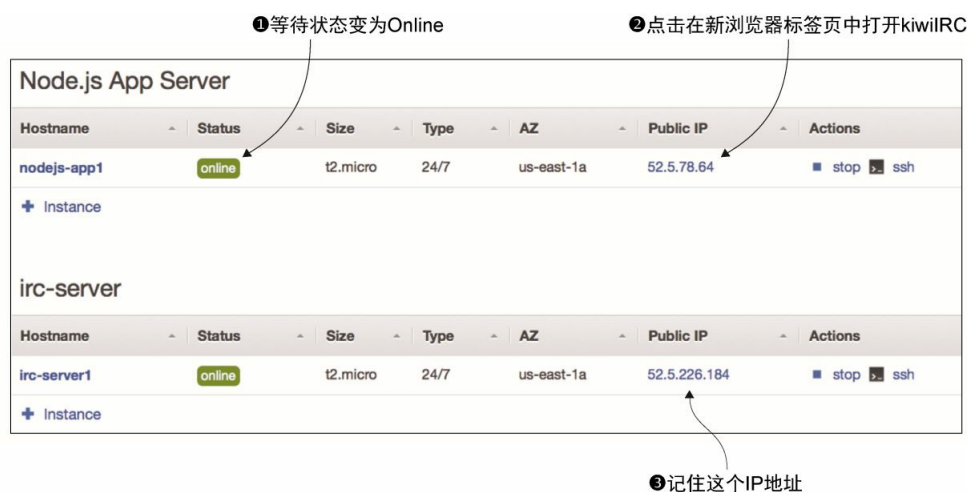 ❶等待状态变为Online ❷点击在新浏览器标签页中打开kiwiIRC
Node.js App Server
Hostname Status Size Type AZ Public IP Actions
nodejs-app1 online t2.micro 24/7 us-east-1a 52.5.78.64 stop ssh
+ Instance
irc-server
Hostname Status Size Type AZ Public IP Actions
irc-server1 online t2.micro 24/7 us-east-1a 52.5.226.184 stop ssh
+ Instance
❸记住这个IP地址